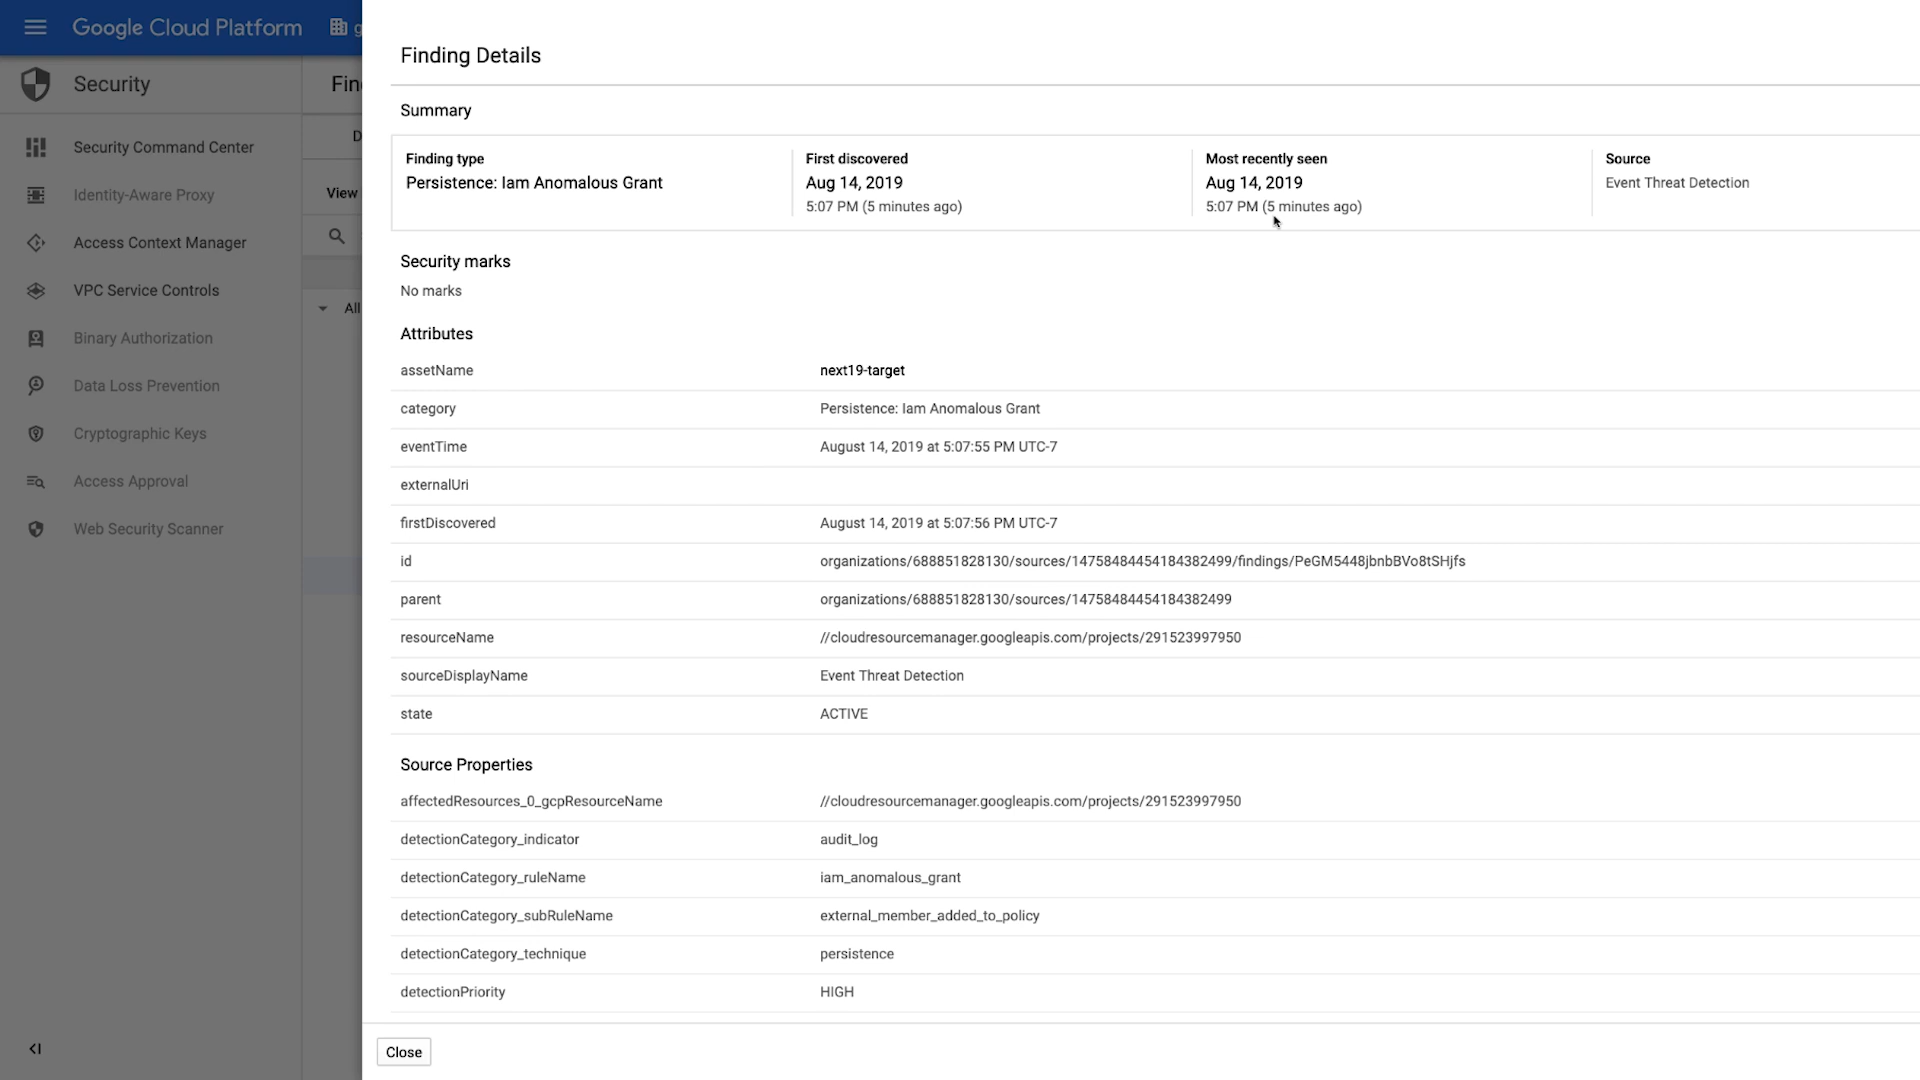 Google Cloud Platform
g
Security
Fin
Security Command Center
Identity-Aware Proxy
Access Context Manager
VPC Service Controls
Binary Authorization
Data Loss Prevention
Cryptographic Keys
Access Approval
Web Security Scanner
D
View
All
Finding Details
Summary
Finding type
Persistence: Iam Anomalous Grant
First discovered
Aug 14, 2019
5:07 PM (5 minutes ago)
Most recently seen
Aug 14, 2019
5:07 PM (5 minutes ago)
Source
Event Threat Detection
Security marks
No marks
Attributes
assetName next19-target
category Persistence: Iam Anomalous Grant
eventTime August 14, 2019 at 5:07:55 PM UTC-7
externalUri
firstDiscovered August 14, 2019 at 5:07:56 PM UTC-7
id organizations/688851828130/sources/14758484454184382499/findings/PeGM5448jbnbBVo8tSHjfs
parent organizations/688851828130/sources/14758484454184382499
resourceName //cloudresourcemanager.googleapis.com/projects/291523997950
sourceDisplayName Event Threat Detection
state ACTIVE
Source Properties
affectedResources_0_gcpResourceName //cloudresourcemanager.googleapis.com/projects/291523997950
detectionCategory_indicator audit_log
detectionCategory_ruleName iam_anomalous_grant
detectionCategory_subRuleName external_member_added_to_policy
detectionCategory_technique persistence
detectionPriority HIGH
Close